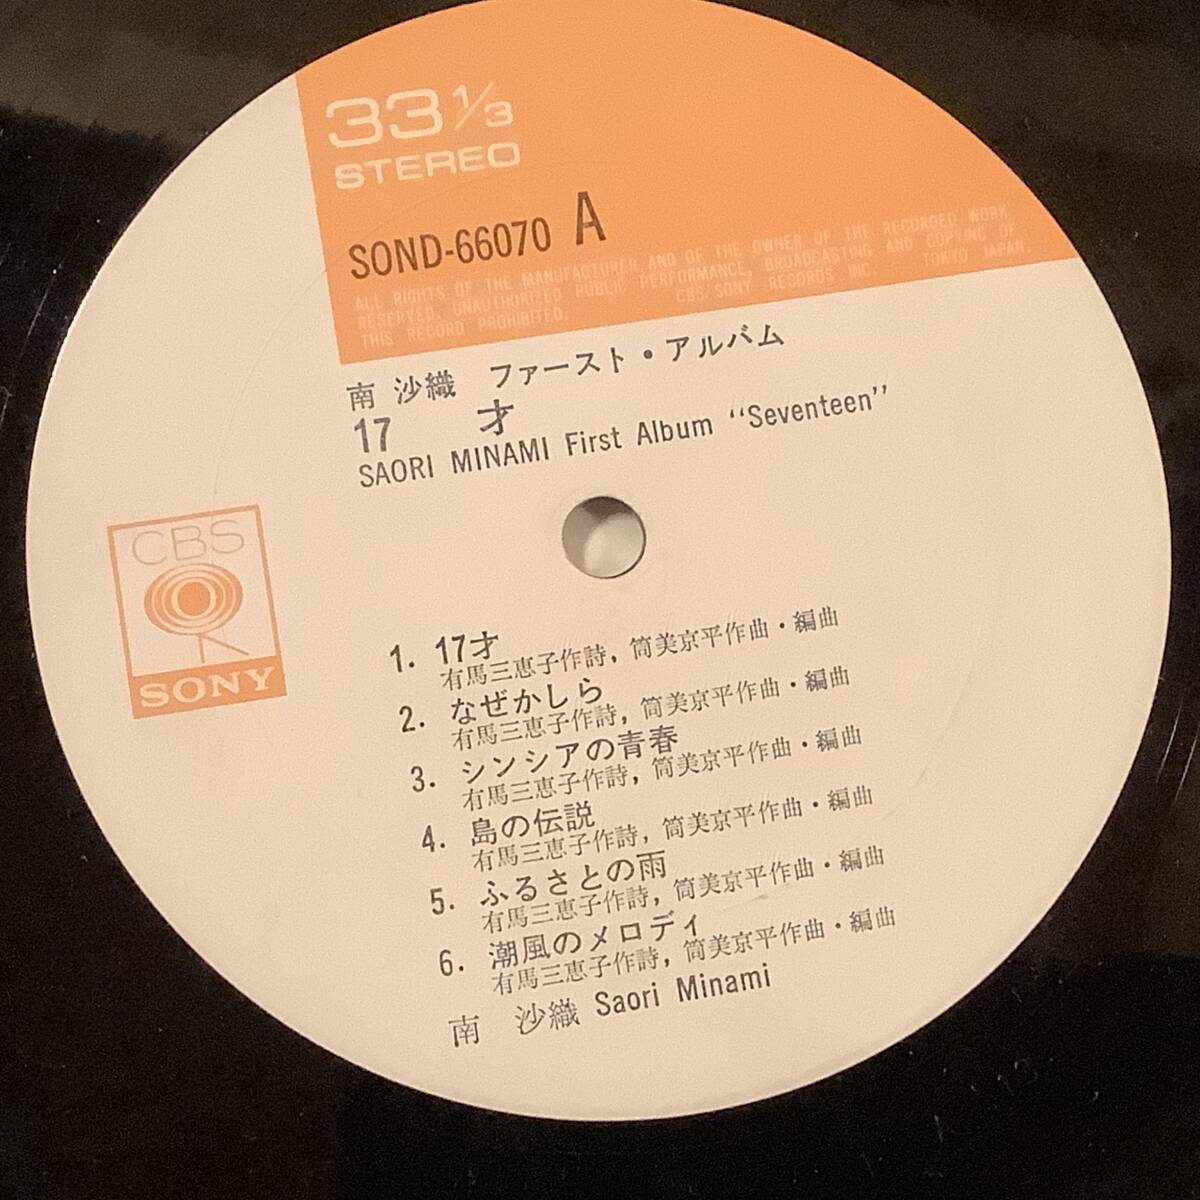 33 1/3
STEREO
SOND-66070 A
ALL RIGHTS OF THE MANUFACTURER AND OF THE OWNER OF THE RECORDED WORK
RESERVED. UNAUTHORIZED PUBLIC PERFORMANCE, BROADCASTING AND COPYING OF
THIS RECORD PROHIBITED. CBS/SONY RECORDS INC. TOKYO JAPAN.
南 沙織 ファースト・アルバム
17 才
SAORI MINAMI First Album “Seventeen”
CBS
SONY
1. 17才
有馬三恵子作詩, 筒美京平作曲・編曲
2. なぜかしら
有馬三恵子作詩, 筒美京平作曲・編曲
3. シンシアの青春
有馬三恵子作詩, 筒美京平作曲・編曲
4. 島の伝説
有馬三恵子作詩, 筒美京平作曲・編曲
5. ふるさとの雨
有馬三恵子作詩, 筒美京平作曲・編曲
6. 潮風のメロディ
有馬三恵子作詩, 筒美京平作曲・編曲
南 沙織 Saori Minami